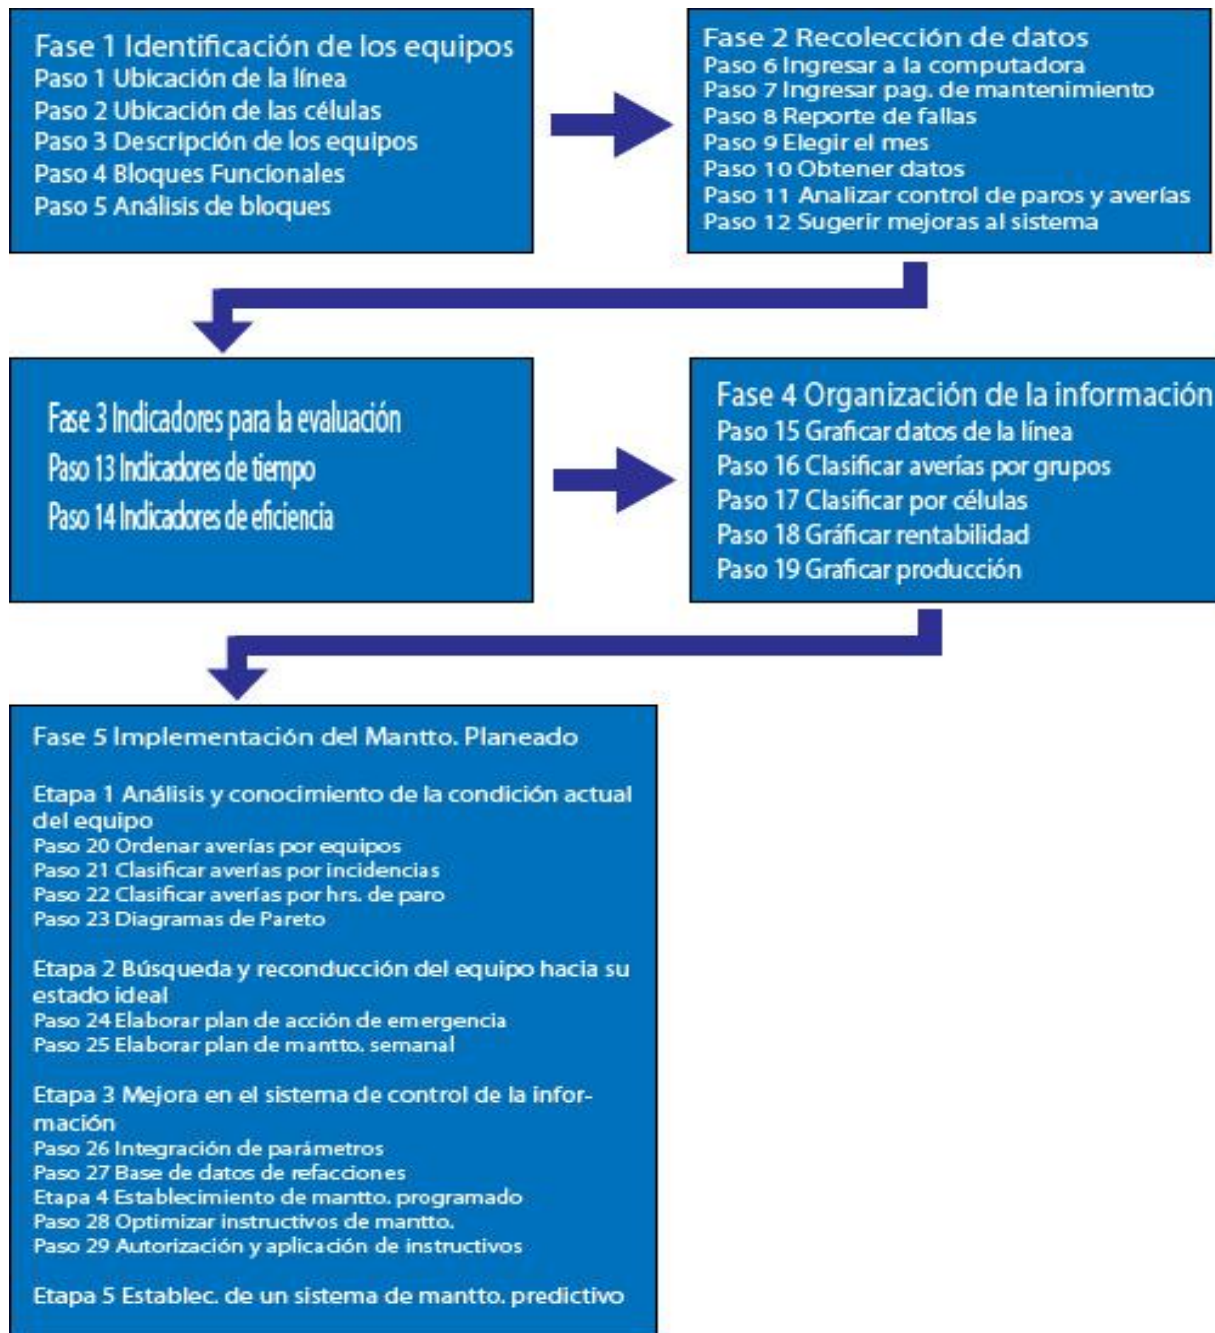 Fase 1 Identificación de los equipos
Paso 1 Ubicación de la línea
Paso 2 Ubicación de las células
Paso 3 Descripción de los equipos
Paso 4 Bloques Funcionales
Paso 5 Análisis de bloques
Fase 2 Recolección de datos
Paso 6 Ingresar a la computadora
Paso 7 Ingresar pag. de mantenimiento
Paso 8 Reporte de fallas
Paso 9 Elegir el mes
Paso 10 Obtener datos
Paso 11 Analizar control de paros y averías
Paso 12 Sugerir mejoras al sistema
Fase 3 Indicadores para la evaluación
Paso 13 Indicadores de tiempo
Paso 14 Indicadores de eficiencia
Fase 4 Organización de la información
Paso 15 Graficar datos de la línea
Paso 16 Clasificar averías por grupos
Paso 17 Clasificar por células
Paso 18 Gráficar rentabilidad
Paso 19 Graficar producción
Fase 5 Implementación del Mantto. Planeado
Etapa 1 Análisis y conocimiento de la condición actual
del equipo
Paso 20 Ordenar averías por equipos
Paso 21 Clasificar averías por incidencias
Paso 22 Clasificar averías por hrs. de paro
Paso 23 Diagramas de Pareto
Etapa 2 Búsqueda y reconducción del equipo hacia su
estado ideal
Paso 24 Elaborar plan de acción de emergencia
Paso 25 Elaborar plan de mantto. semanal
Etapa 3 Mejora en el sistema de control de la infor-
mación
Paso 26 Integración de parámetros
Paso 27 Base de datos de refacciones
Etapa 4 Establecimiento de mantto. programado
Paso 28 Optimizar instructivos de mantto.
Paso 29 Autorización y aplicación de instructivos
Etapa 5 Establec. de un sistema de mantto. predictivo